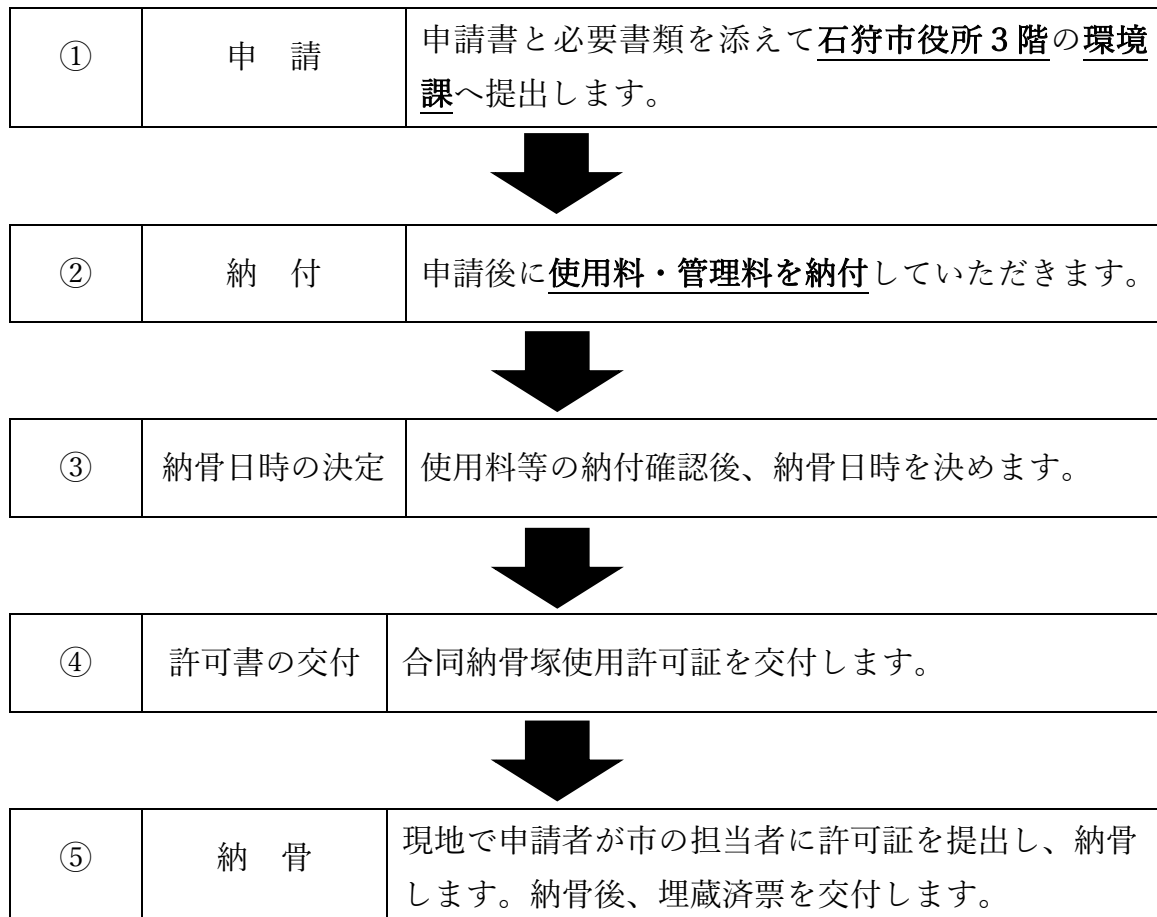 ①
申　請
申請書と必要書類を添えて石狩市役所３階の環境
課へ提出します。
②
納　付
申請後に使用料・管理料を納付していただきます。
③
納骨日時の決定
使用料等の納付確認後、納骨日時を決めます。
④
許可書の交付
合同納骨塚使用許可証を交付します。
⑤
納　骨
現地で申請者が市の担当者に許可証を提出し、納骨
します。納骨後、埋蔵済票を交付します。